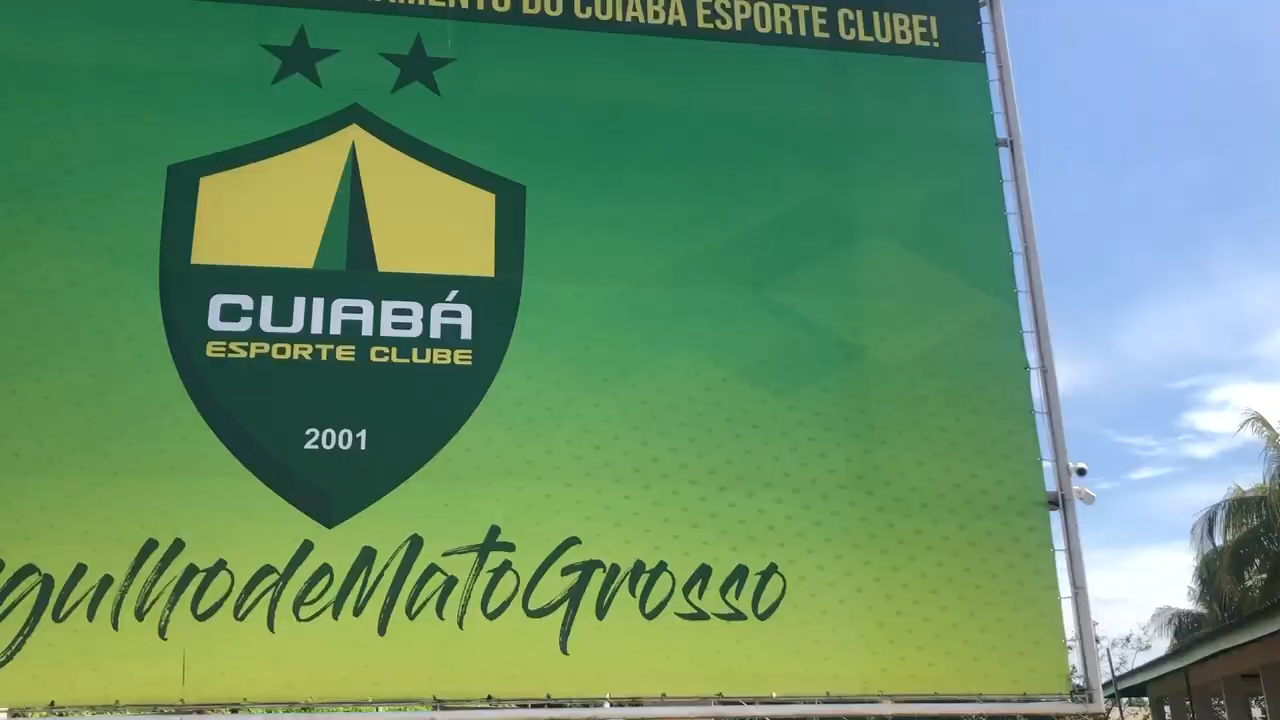 DO CUIABÁ ESPORTE CLUBE!
CUIABÁ
ESPORTE CLUBE
2001
gulhodeMatoGrosso